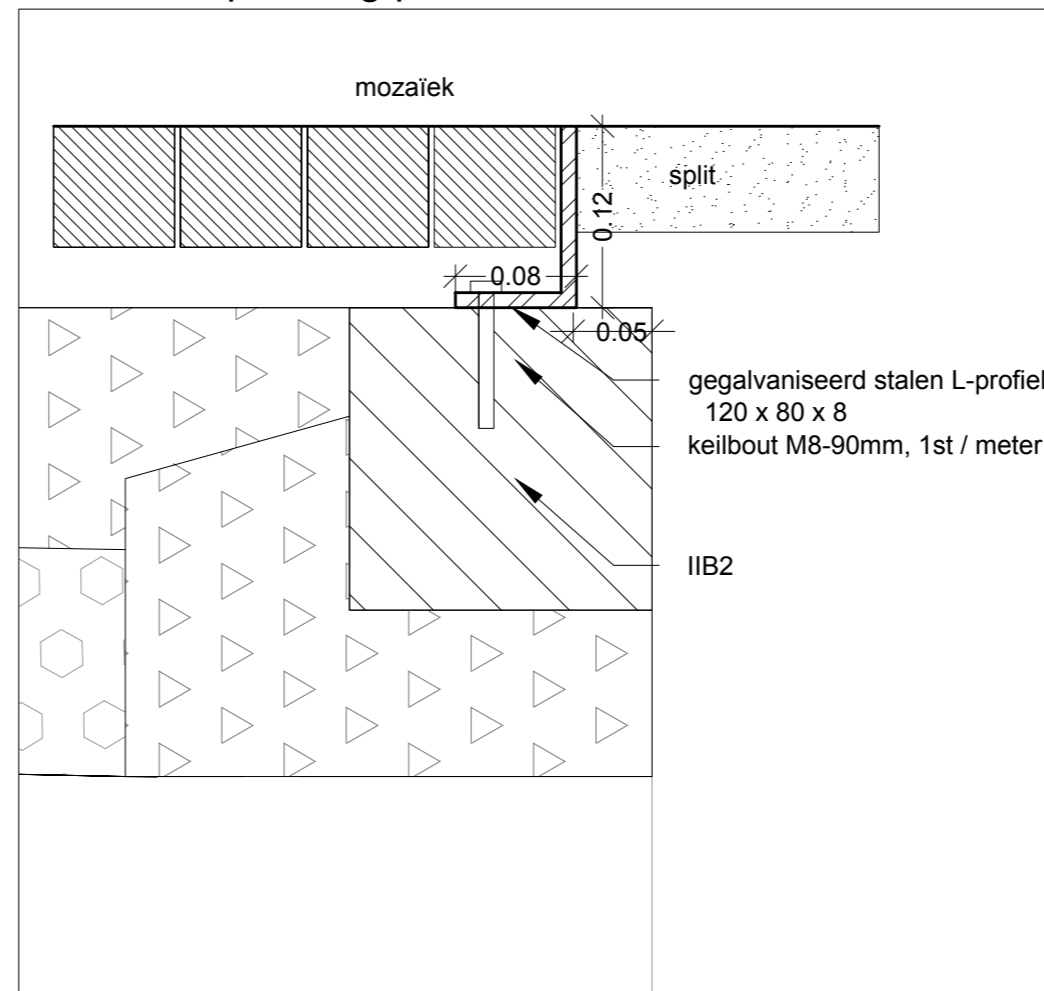 mozaïek
split
0.12
0.08
0.05
gegalvaniseerd stalen L-profiel
120 x 80 x 8
keilbout M8-90mm, 1st / meter
IIB2